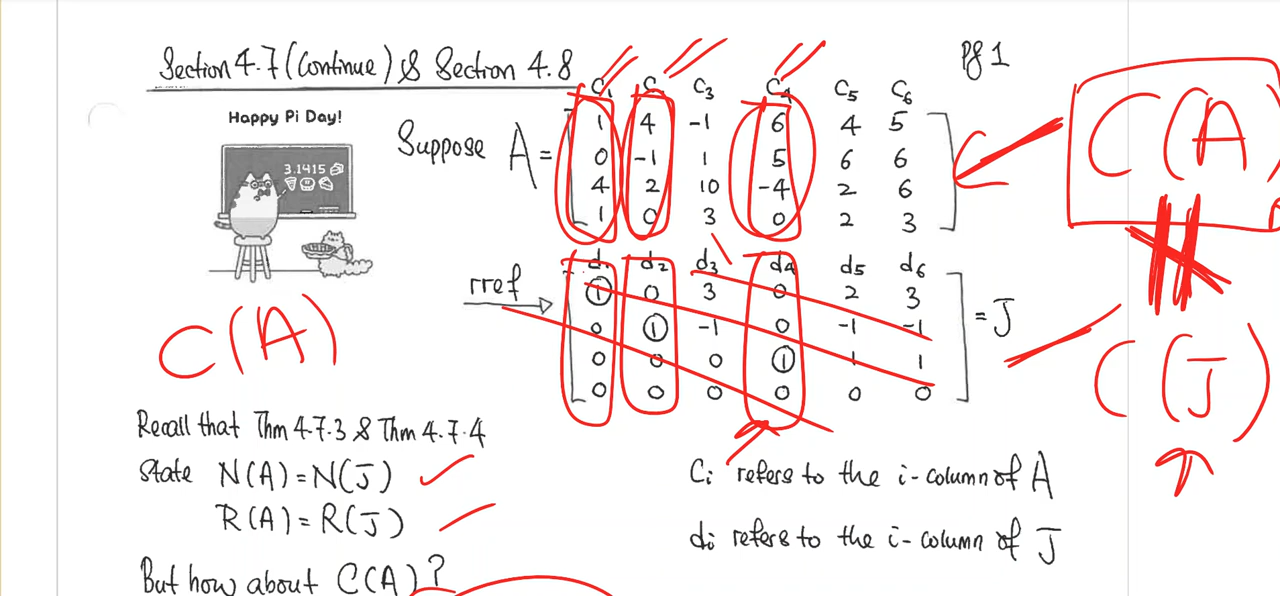 Section 4.7 (Continue) & Section 4.8
Pg 1
Happy Pi Day!
3.1415
C1 C C3 C4 C5 C6
Suppose A =
1 4 -1 6 4 5
0 -1 1 5 6 6
4 2 10 -4 2 6
1 0 3 0 2 3
C(A)
rref
d1 d2 d3 d4 d5 d6
1 0 3 0 2 3
0 1 -1 0 -1 -1
0 0 0 1 1 1
0 0 0 0 0 0
= J
C(J)
C(A)
Recall that Thm 4.7.3 & Thm 4.7.4
State N(A) = N(J)
R(A) = R(J)
But how about C(A)?
Ci refers to the i-column of A
di refers to the i-column of J